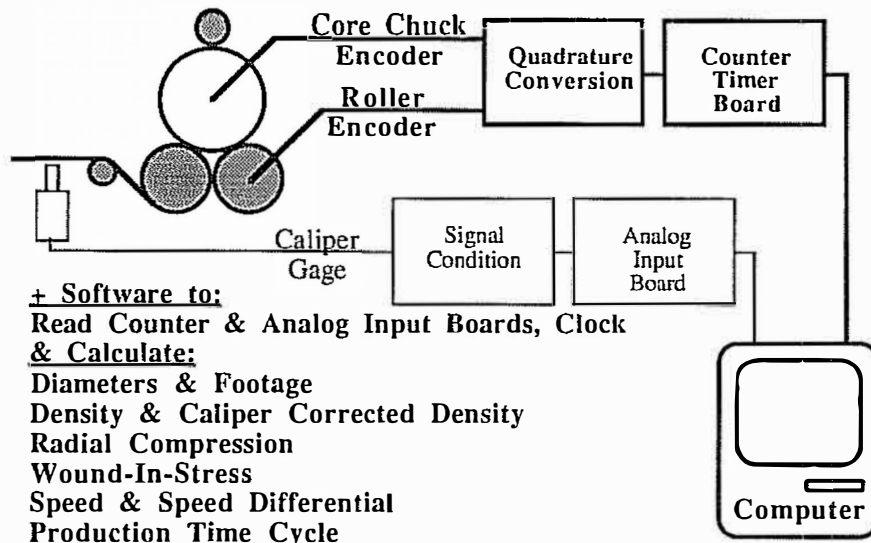 Core Chuck
Encoder
Quadrature
Conversion
Counter
Timer
Board
Roller
Encoder
Caliper
Gage
Signal
Condition
Analog
Input
Board
+ Software to:
Read Counter & Analog Input Boards, Clock
& Calculate:
Diameters & Footage
Density & Caliper Corrected Density
Radial Compression
Wound-In-Stress
Speed & Speed Differential
Production Time Cycle
Computer